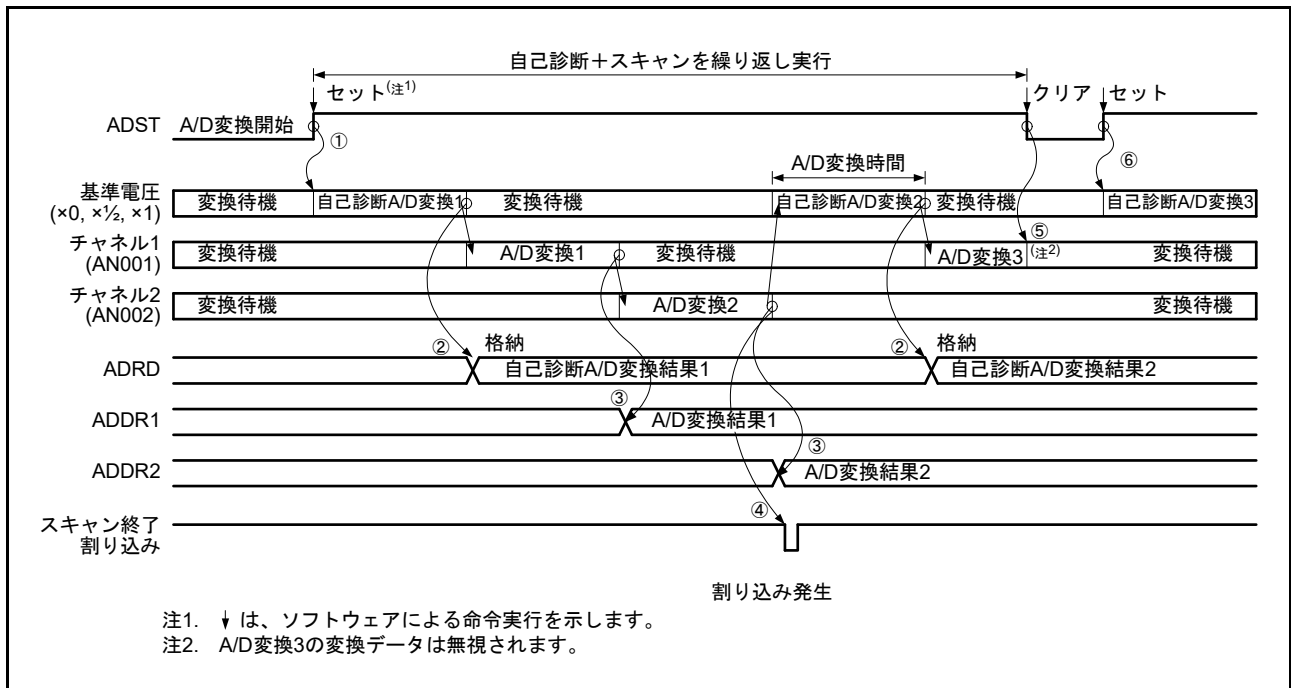 自己診断＋スキャンを繰り返し実行
セット(注1)
クリア
セット
ADST
A/D変換開始
①
⑥
A/D変換時間
基準電圧
(×0, ×½, ×1)
変換待機
自己診断A/D変換1
変換待機
自己診断A/D変換2
変換待機
自己診断A/D変換3
⑤
チャネル1
(AN001)
変換待機
A/D変換1
変換待機
A/D変換3
(注2)
変換待機
チャネル2
(AN002)
変換待機
A/D変換2
変換待機
ADRD
②
格納
自己診断A/D変換結果1
②
格納
自己診断A/D変換結果2
ADDR1
③
A/D変換結果1
ADDR2
③
A/D変換結果2
スキャン終了
割り込み
④
割り込み発生
注1. ↓ は、ソフトウェアによる命令実行を示します。
注2. A/D変換3の変換データは無視されます。